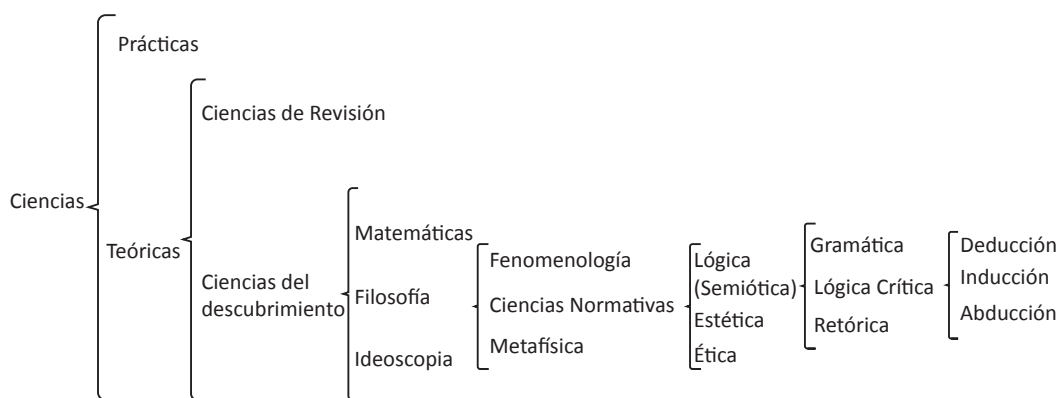 Ciencias
Prácticas
Teóricas
Ciencias de Revisión
Ciencias del
descubrimiento
Matemáticas
Filosofía
Ideoscopia
Fenomenología
Ciencias Normativas
Metafísica
Lógica
(Semiótica)
Estética
Ética
Gramática
Lógica Crítica
Retórica
Deducción
Inducción
Abducción